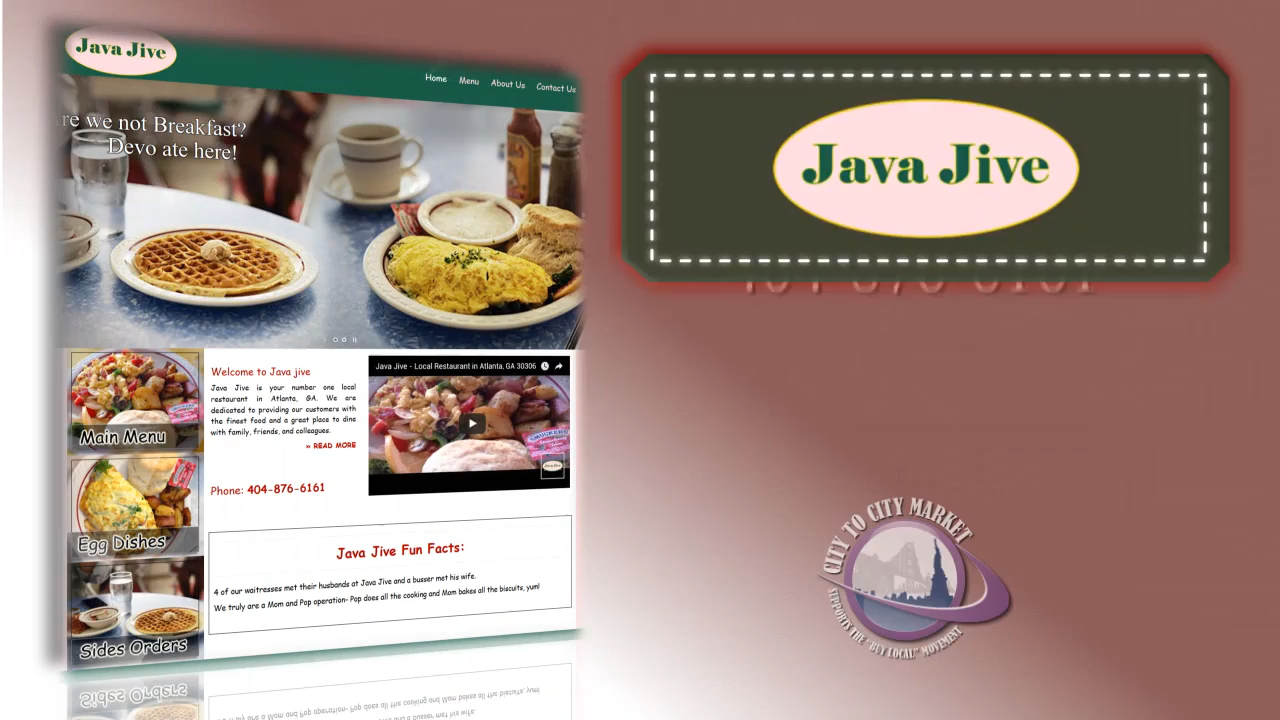 Java Jive
Home Menu About Us Contact Us
re we not Breakfast?
Devo ate here!
Main Menu
Egg Dishes
Sides Orders
Welcome to Java jive
Java Jive is your number one local
restaurant in Atlanta, GA. We are
dedicated to providing our customers with
the finest food and a great place to dine
with family, friends, and colleagues.
» READ MORE
Phone: 404-876-6161
Java Jive - Local Restaurant in Atlanta, GA 30306
SMUCKER'S
Java Jive Fun Facts:
4 of our waitresses met their husbands at Java Jive and a busser met his wife.
We truly are a Mom and Pop operation- Pop does all the cooking and Mom bakes all the biscuits, yum!
Java Jive
404-876-6161
CITY TO CITY MARKET
SUPPORTS THE "BUY LOCAL" MOVEMENT